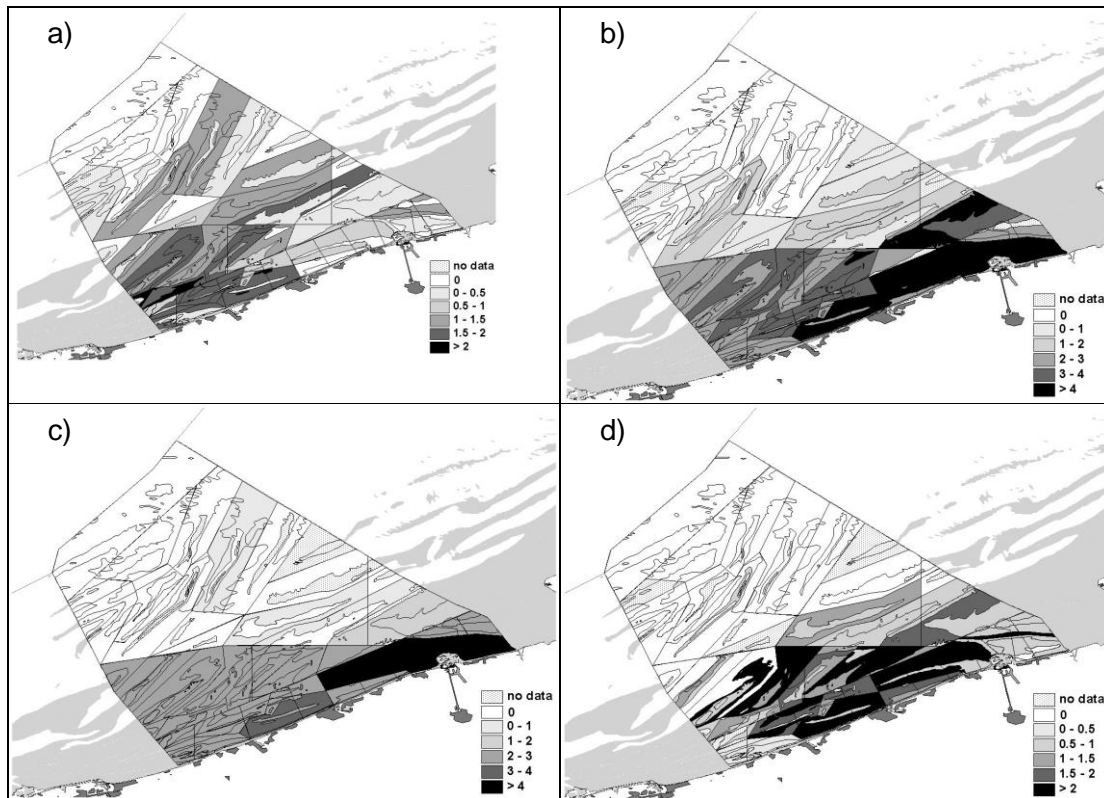 a)
no data
0
0 - 0.5
0.5 - 1
1 - 1.5
1.5 - 2
> 2
b)
no data
0
0 - 1
1 - 2
2 - 3
3 - 4
> 4
c)
no data
0
0 - 1
1 - 2
2 - 3
3 - 4
> 4
d)
no data
0
0 - 0.5
0.5 - 1
1 - 1.5
1.5 - 2
> 2